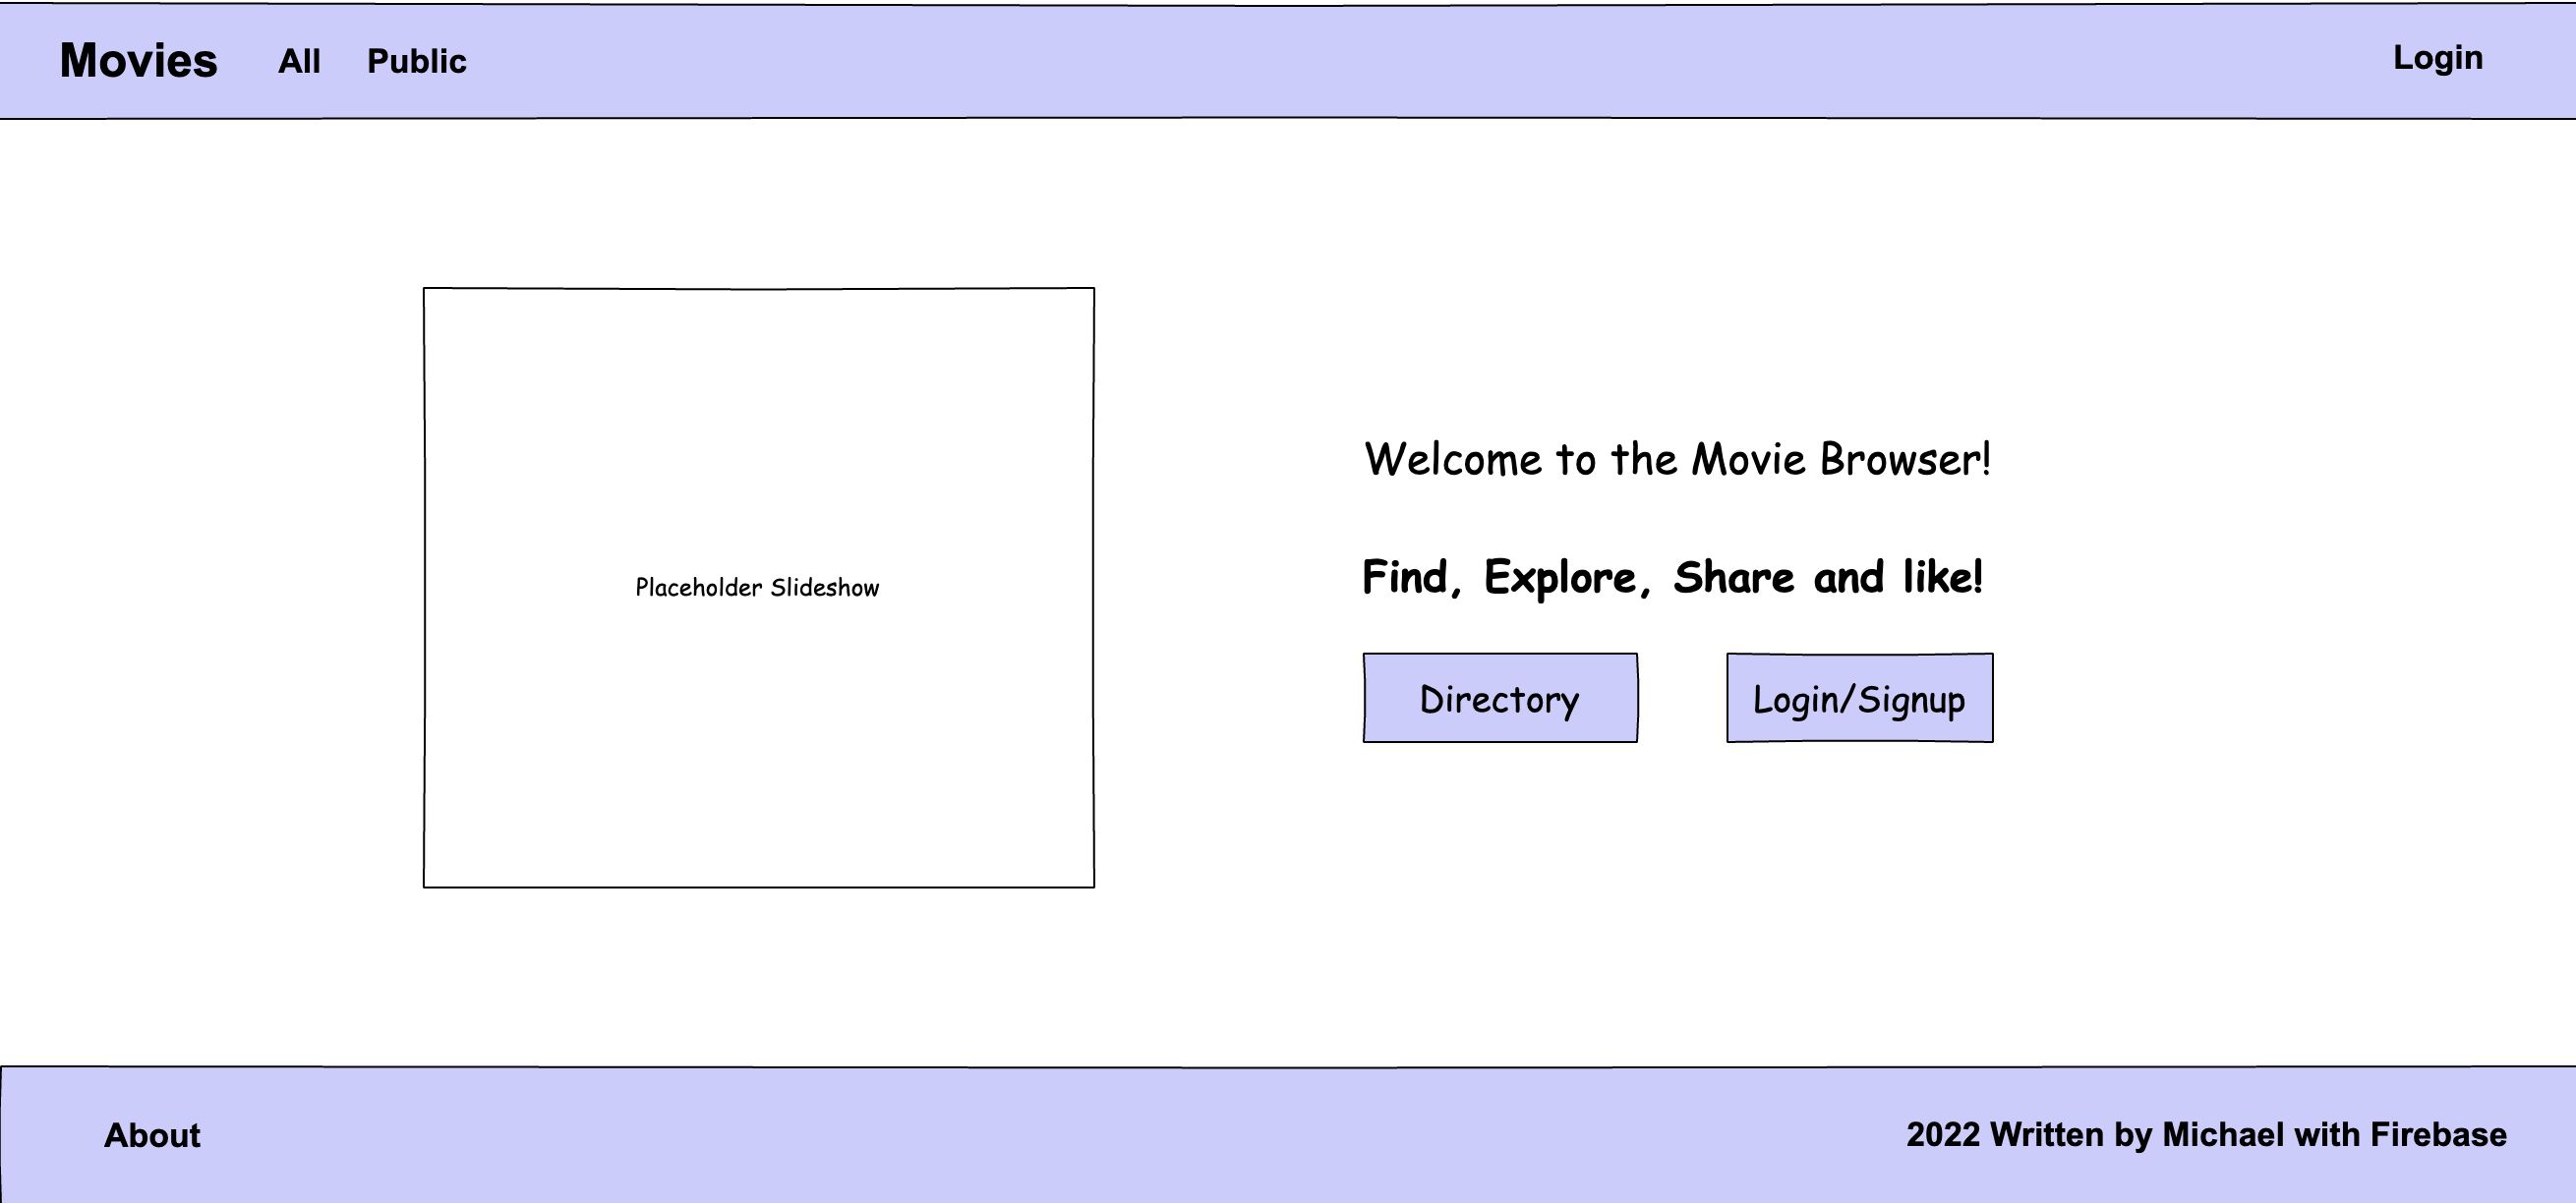 Movies All Public Login
Welcome to the Movie Browser!
Find, Explore, Share and like!
Placeholder Slideshow
Directory Login/Signup
About 2022 Written by Michael with Firebase